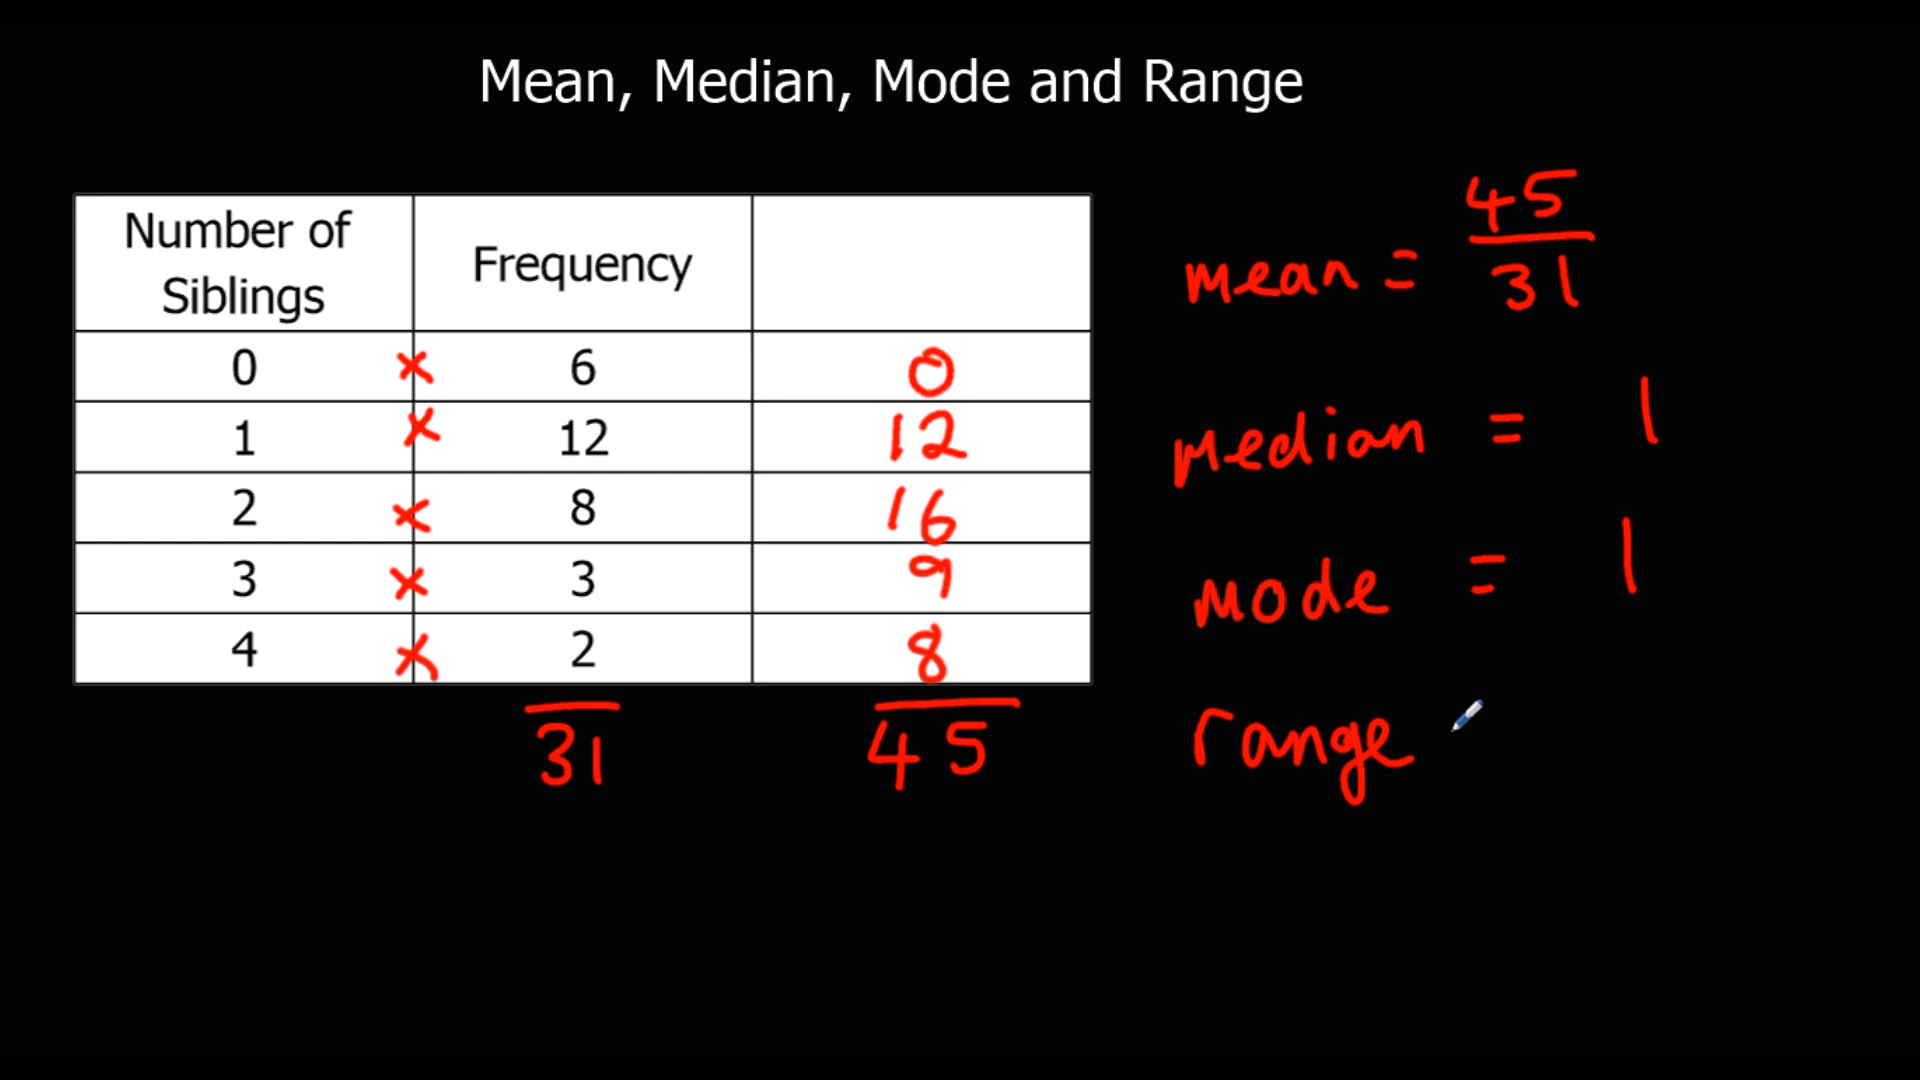 Mean, Median, Mode and Range
Number of Siblings Frequency
0 × 6 0
1 × 12 12
2 × 8 16
3 × 3 9
4 × 2 8
31 45
mean = 45/31
median = 1
mode = 1
range